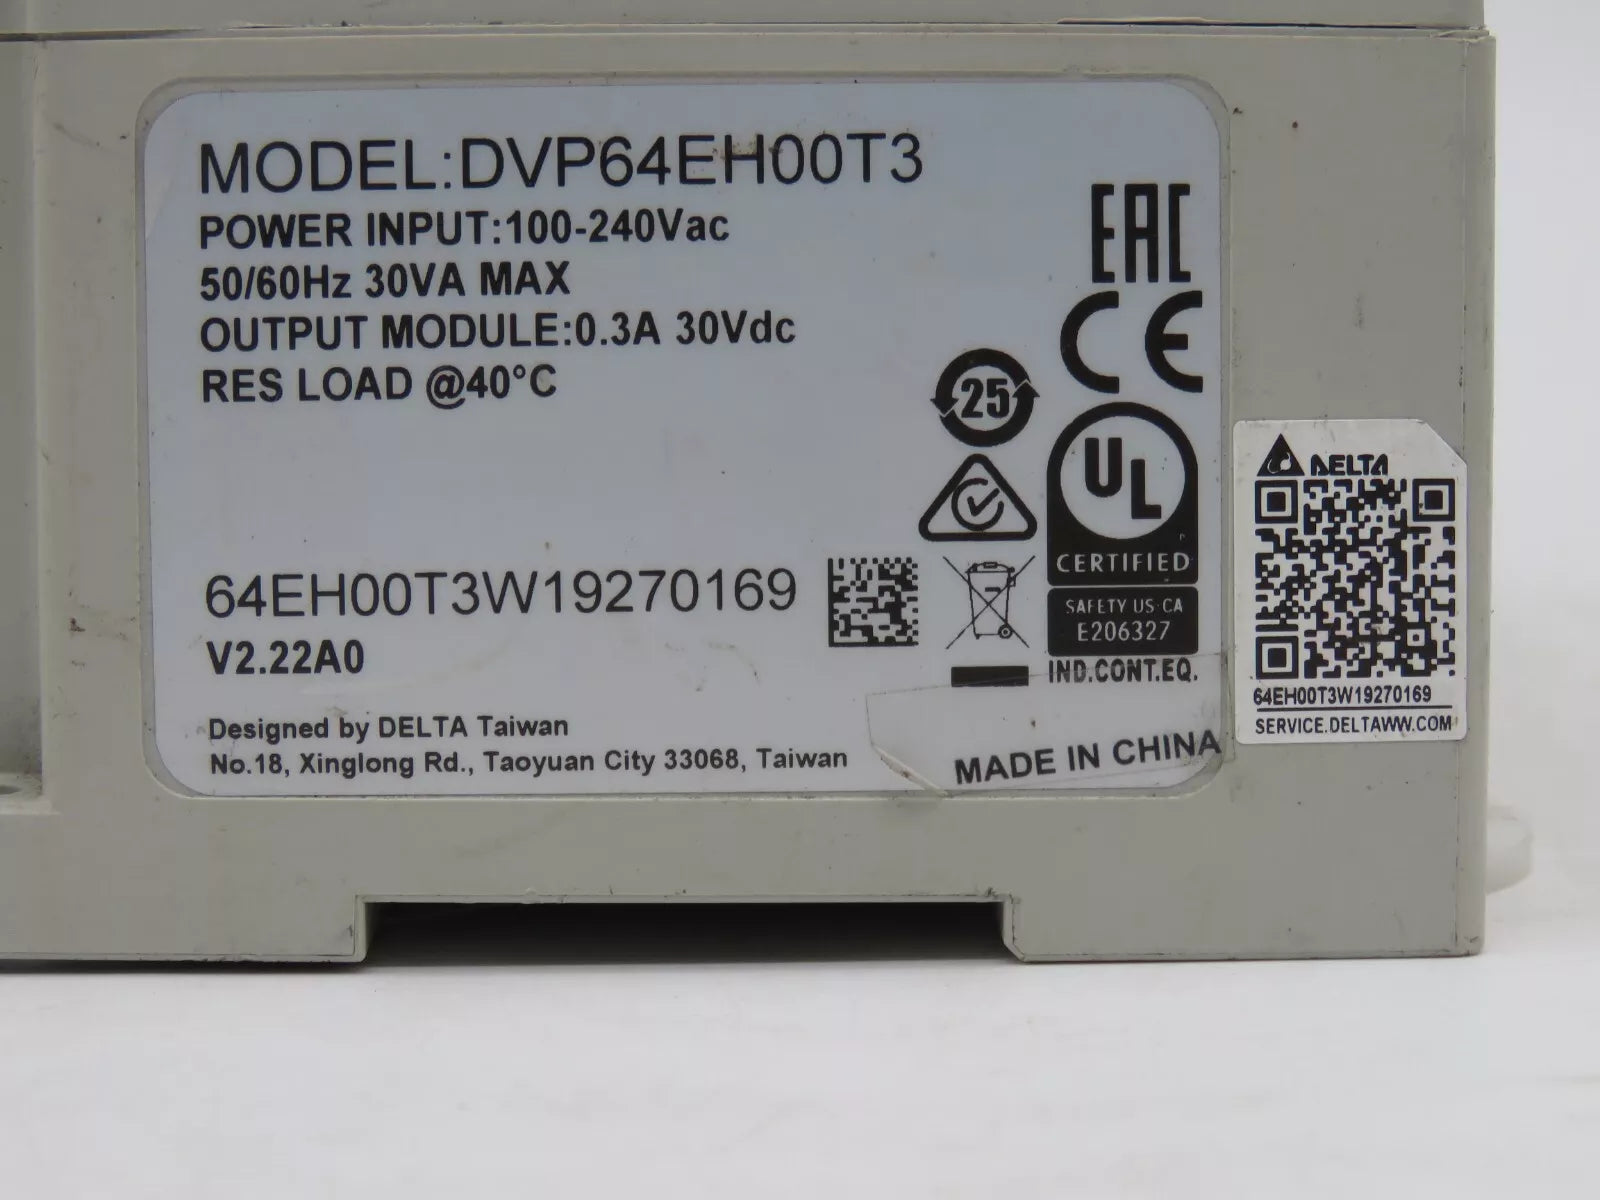 MODEL:DVP64EH00T3
POWER INPUT:100-240Vac
50/60Hz 30VA MAX
OUTPUT MODULE:0.3A 30Vdc
RES LOAD @40°C
64EH00T3W19270169
V2.22A0
Designed by DELTA Taiwan
No.18, Xinglong Rd., Taoyuan City 33068, Taiwan
EAC
CE
25
UL
CERTIFIED
SAFETY US CA
E206327
IND.CONT.EQ.
MADE IN CHINA
DELTA
64EH00T3W19270169
SERVICE.DELTAWW.COM